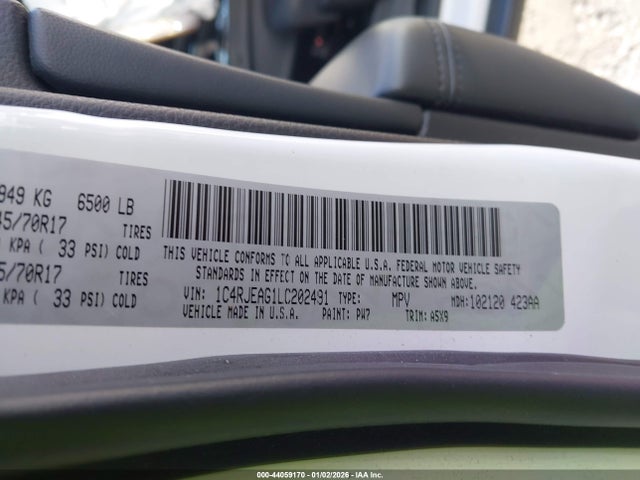 949 KG 6500 LB
45/70R17 TIRES
KPA ( 33 PSI) COLD
5/70R17 TIRES
KPA ( 33 PSI) COLD
THIS VEHICLE CONFORMS TO ALL APPLICABLE U.S.A. FEDERAL MOTOR VEHICLE SAFETY
STANDARDS IN EFFECT ON THE DATE OF MANUFACTURE SHOWN ABOVE.
VIN: 1C4RJEAG1LC202491 TYPE: MPV MDH:102120 423AA
VEHICLE MADE IN U.S.A. PAINT: PW7 TRIM: A5X9
000-44059170 | 01/02/2026 | IAA Inc.